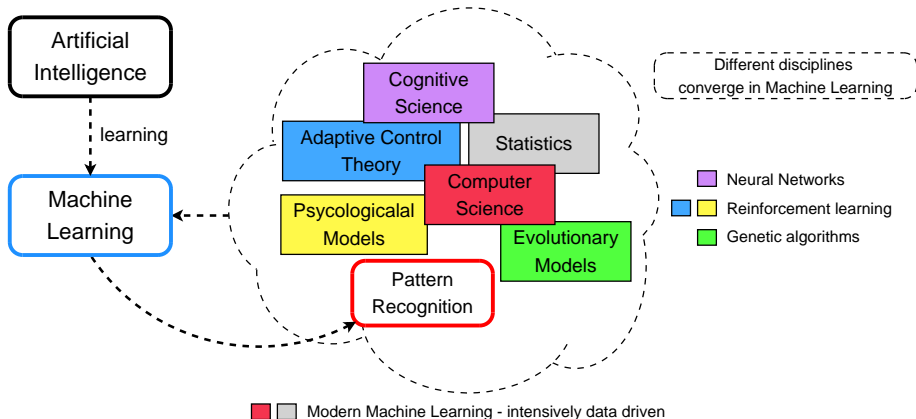 Artificial
Intelligence
learning
Machine
Learning
Cognitive
Science
Adaptive Control
Theory
Statistics
Computer
Science
Psycologicalal
Models
Evolutionary
Models
Pattern
Recognition
Different disciplines
converge in Machine Learning
Neural Networks
Reinforcement learning
Genetic algorithms
Modern Machine Learning - intensively data driven